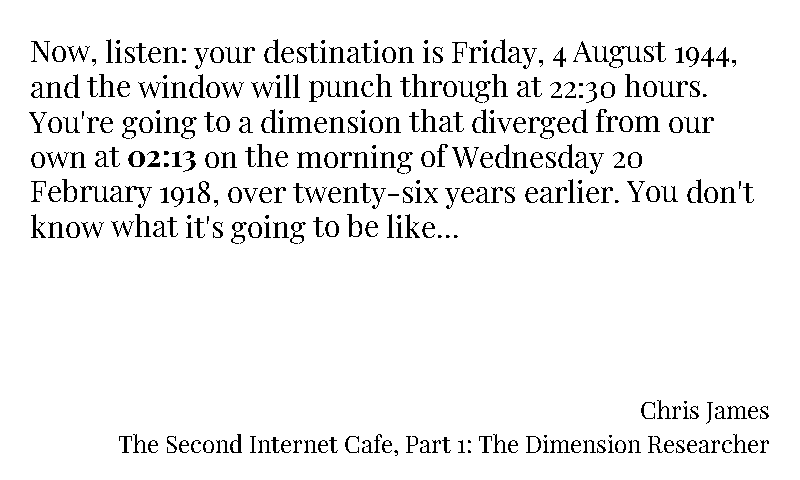 Now, listen: your destination is Friday, 4 August 1944,
and the window will punch through at 22:30 hours.
You're going to a dimension that diverged from our
own at 02:13 on the morning of Wednesday 20
February 1918, over twenty-six years earlier. You don't
know what it's going to be like...
Chris James
The Second Internet Cafe, Part 1: The Dimension Researcher